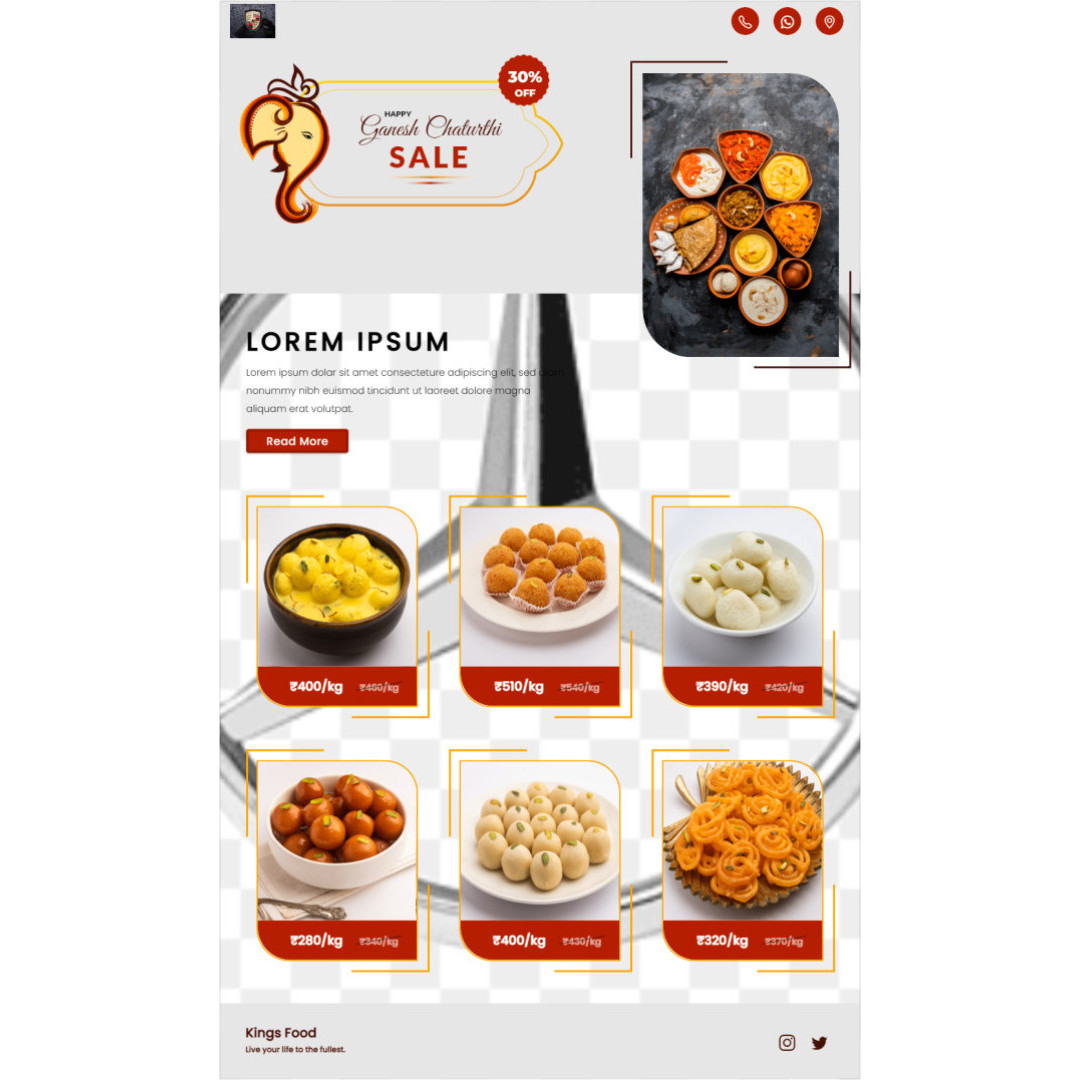 30%
OFF
HAPPY
Ganesh Chaturthi
SALE
LOREM IPSUM
Lorem ipsum dolar sit amet consecteture adipiscing elit, sed diam
nonummy nibh euismod tincidunt ut laoreet dolore magna
aliquam erat volutpat.
Read More
₹400/kg ₹460/kg
₹510/kg ₹540/kg
₹390/kg ₹420/kg
₹280/kg ₹340/kg
₹400/kg ₹430/kg
₹320/kg ₹370/kg
Kings Food
Live your life to the fullest.